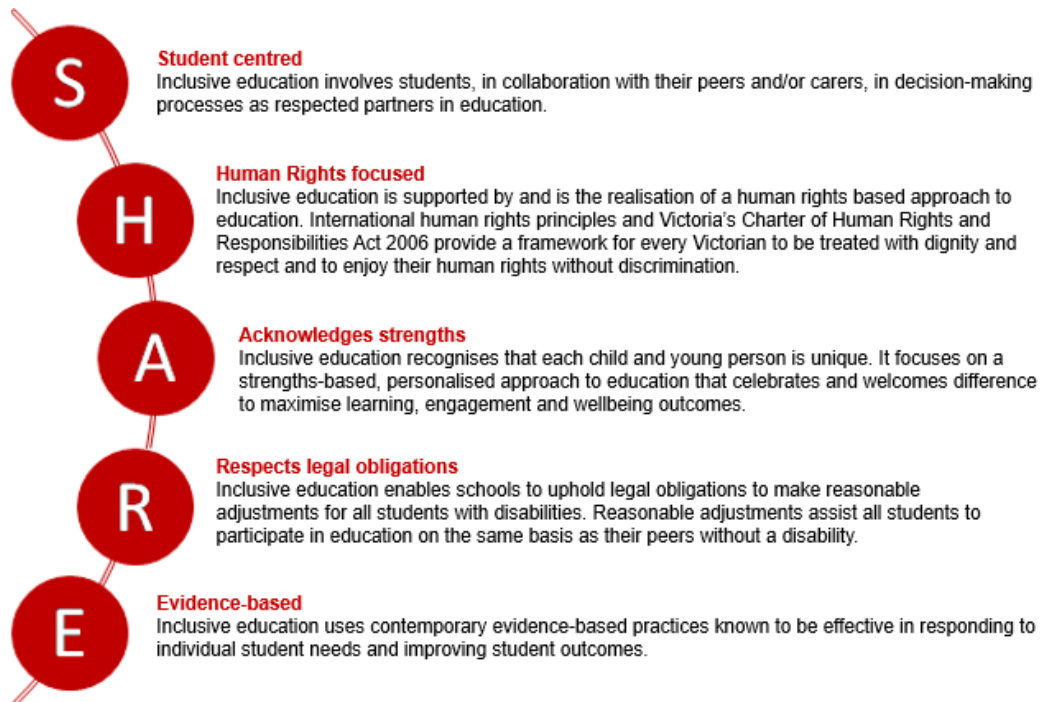 S
Student centred
Inclusive education involves students, in collaboration with their peers and/or carers, in decision-making
processes as respected partners in education.
H
Human Rights focused
Inclusive education is supported by and is the realisation of a human rights based approach to
education. International human rights principles and Victoria's Charter of Human Rights and
Responsibilities Act 2006 provide a framework for every Victorian to be treated with dignity and
respect and to enjoy their human rights without discrimination.
A
Acknowledges strengths
Inclusive education recognises that each child and young person is unique. It focuses on a
strengths-based, personalised approach to education that celebrates and welcomes difference
to maximise learning, engagement and wellbeing outcomes.
R
Respects legal obligations
Inclusive education enables schools to uphold legal obligations to make reasonable
adjustments for all students with disabilities. Reasonable adjustments assist all students to
participate in education on the same basis as their peers without a disability.
E
Evidence-based
Inclusive education uses contemporary evidence-based practices known to be effective in responding to
individual student needs and improving student outcomes.